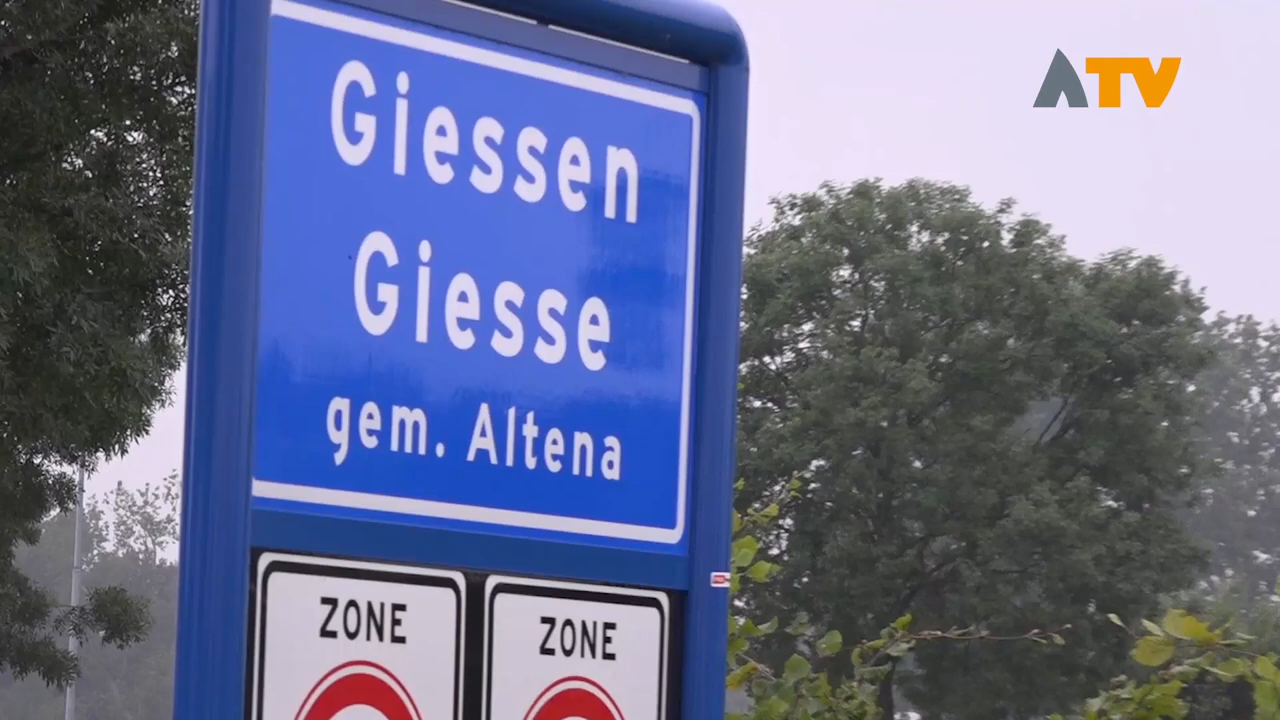 ATV
Giessen
Giesse
gem. Altena
ZONE
ZONE